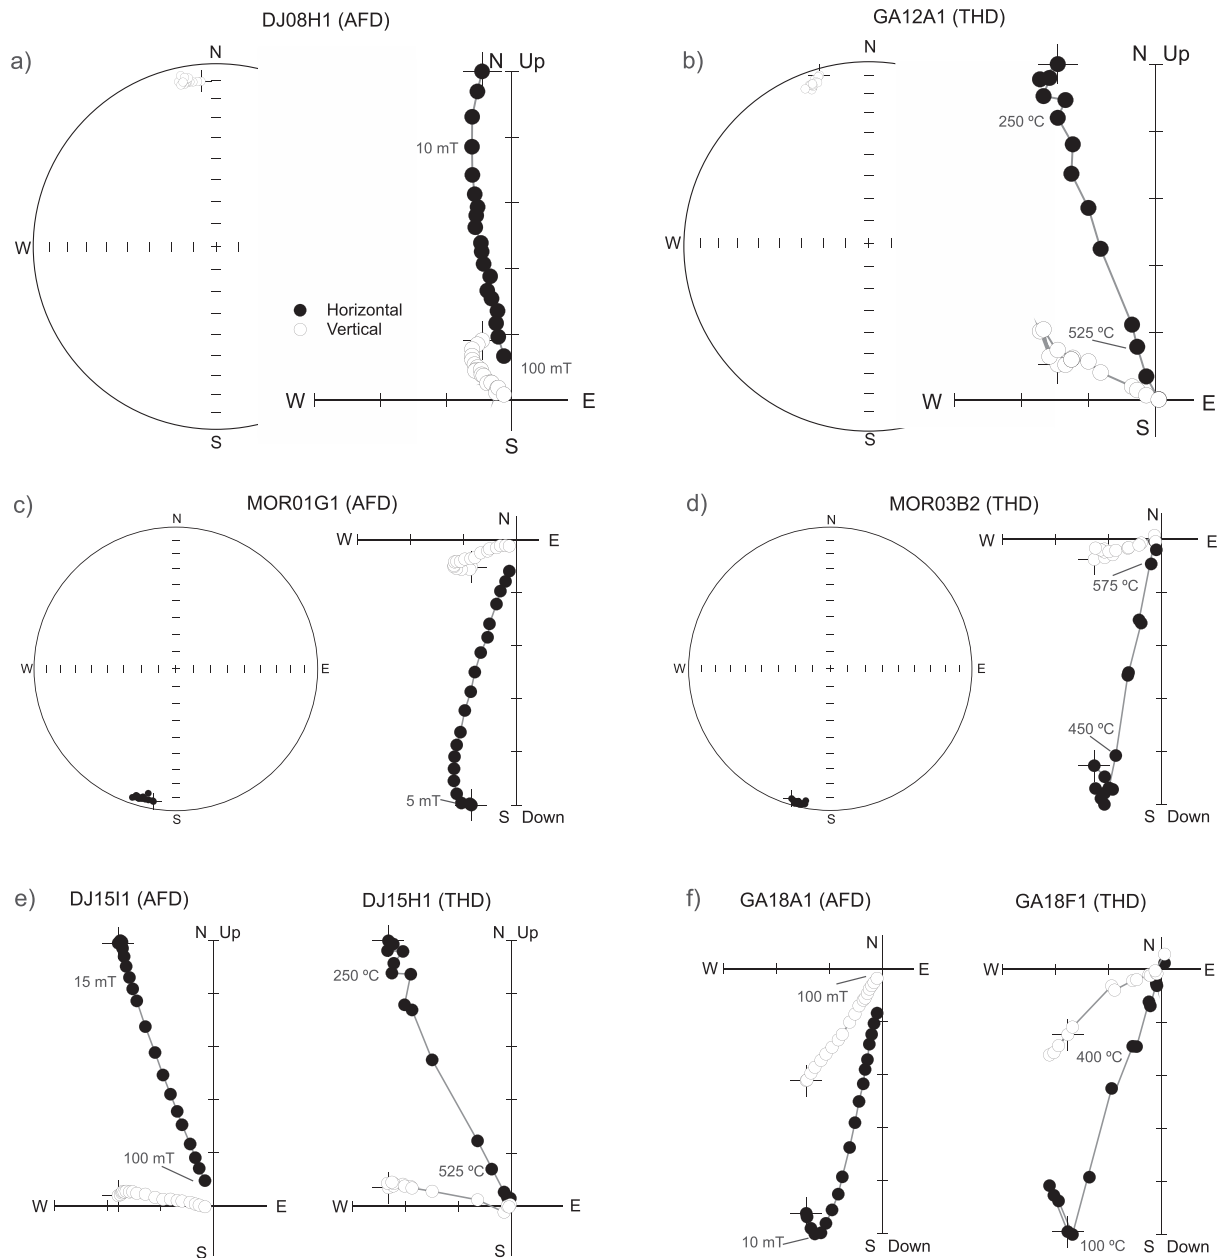 DJ08H1 (AFD)
a)
N
W
S
N Up
10 mT
Horizontal
Vertical
100 mT
W
E
S
GA12A1 (THD)
b)
N
W
S
N Up
250 ºC
525 ºC
W
E
S
c)
MOR01G1 (AFD)
N
W
E
S
N
W
E
5 mT
S Down
d)
MOR03B2 (THD)
N
W
E
S
N
W
E
575 ºC
450 ºC
S Down
e)
DJ15I1 (AFD)
N Up
15 mT
100 mT
W
E
S
DJ15H1 (THD)
N Up
250 ºC
525 ºC
W
E
S
f)
GA18A1 (AFD)
N
W
E
100 mT
10 mT
S Down
GA18F1 (THD)
N
W
E
400 ºC
100 ºC
S Down